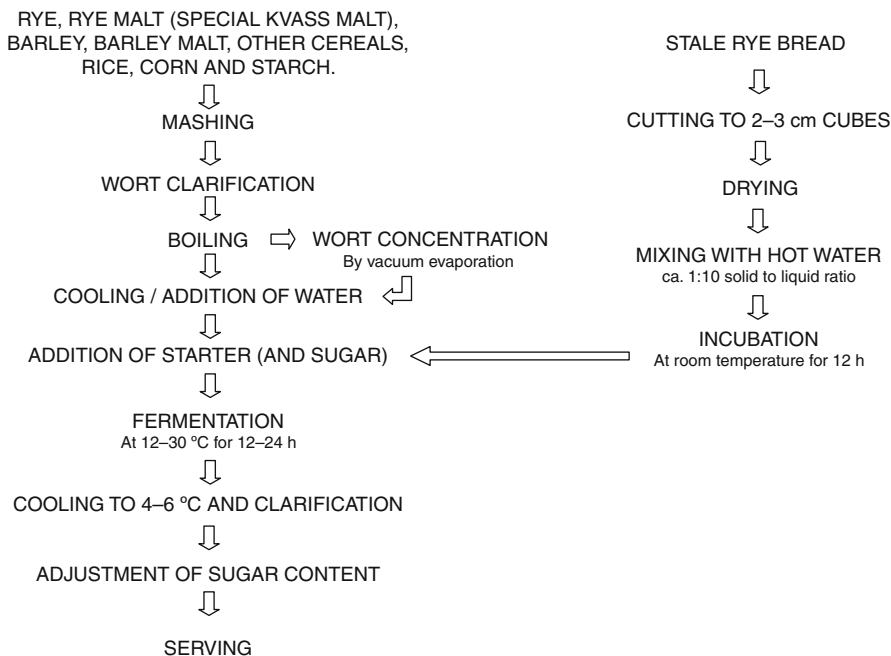 RYE, RYE MALT (SPECIAL KVASS MALT),
BARLEY, BARLEY MALT, OTHER CEREALS,
RICE, CORN AND STARCH.
MASHING
WORT CLARIFICATION
BOILING
WORT CONCENTRATION
By vacuum evaporation
COOLING / ADDITION OF WATER
ADDITION OF STARTER (AND SUGAR)
FERMENTATION
At 12–30 ºC for 12–24 h
COOLING TO 4–6 ºC AND CLARIFICATION
ADJUSTMENT OF SUGAR CONTENT
SERVING
STALE RYE BREAD
CUTTING TO 2–3 cm CUBES
DRYING
MIXING WITH HOT WATER
ca. 1:10 solid to liquid ratio
INCUBATION
At room temperature for 12 h